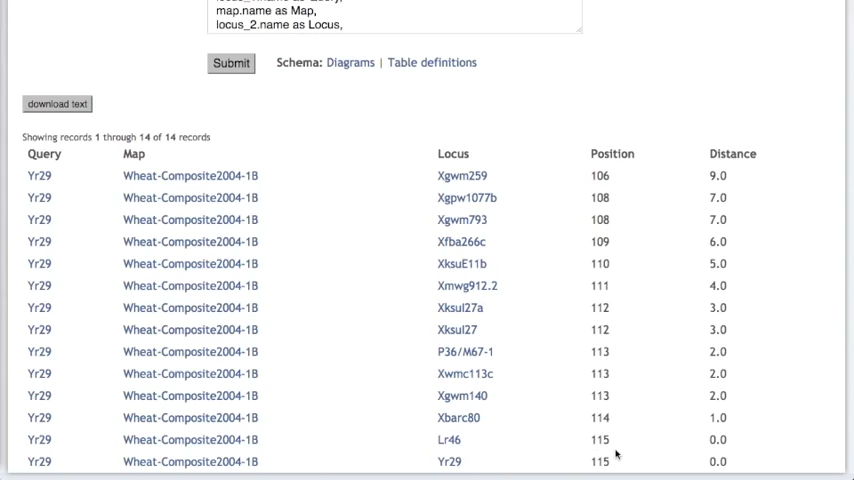 map.name as Map,
locus_2.name as Locus,
Submit Schema: Diagrams | Table definitions
download text
Showing records 1 through 14 of 14 records
Query Map Locus Position Distance
Yr29 Wheat-Composite2004-1B Xgwm259 106 9.0
Yr29 Wheat-Composite2004-1B Xgpw1077b 108 7.0
Yr29 Wheat-Composite2004-1B Xgwm793 108 7.0
Yr29 Wheat-Composite2004-1B Xfba266c 109 6.0
Yr29 Wheat-Composite2004-1B XksuE11b 110 5.0
Yr29 Wheat-Composite2004-1B Xmwg912.2 111 4.0
Yr29 Wheat-Composite2004-1B XksuI27a 112 3.0
Yr29 Wheat-Composite2004-1B XksuI27 112 3.0
Yr29 Wheat-Composite2004-1B P36/M67-1 113 2.0
Yr29 Wheat-Composite2004-1B Xwmc113c 113 2.0
Yr29 Wheat-Composite2004-1B Xgwm140 113 2.0
Yr29 Wheat-Composite2004-1B Xbarc80 114 1.0
Yr29 Wheat-Composite2004-1B Lr46 115 0.0
Yr29 Wheat-Composite2004-1B Yr29 115 0.0